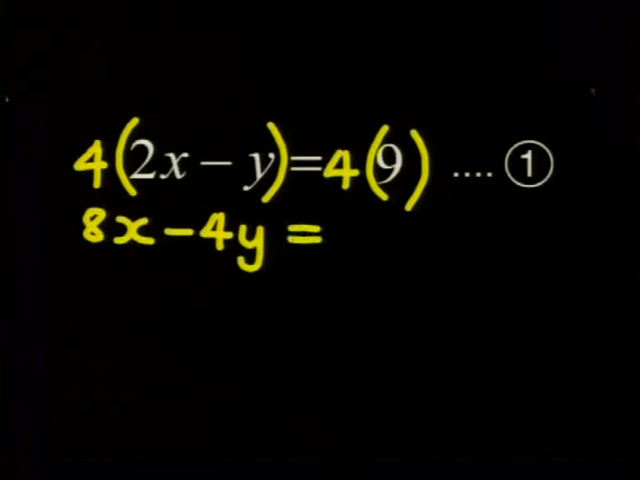 4(2x − y)=4(9) .... ①
8x − 4y =